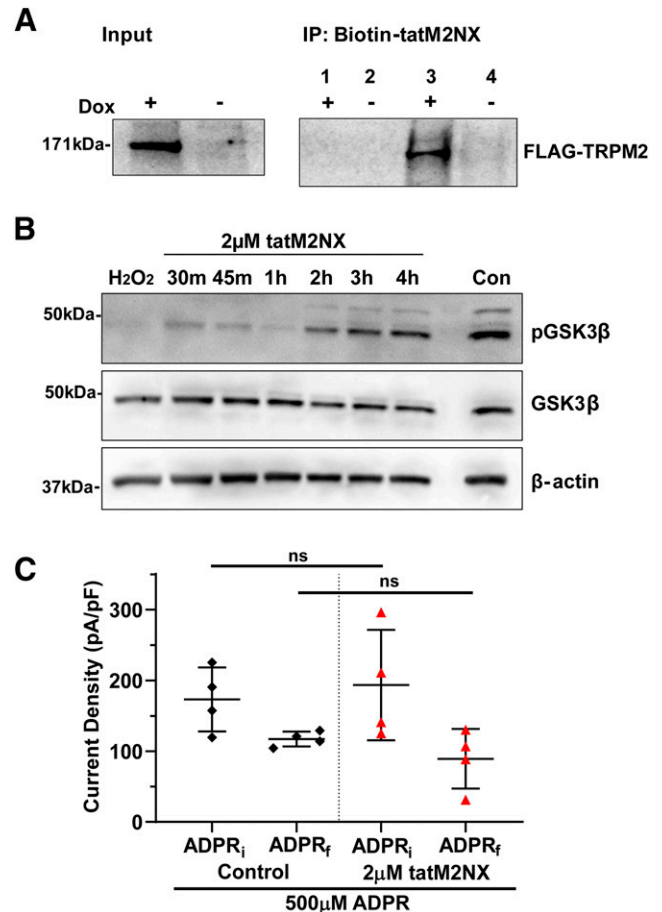 A
Input
IP: Biotin-tatM2NX
1 2 3 4
Dox + - + - + -
171kDa-
FLAG-TRPM2
B
2µM tatM2NX
H₂O₂ 30m 45m 1h 2h 3h 4h Con
50kDa-
pGSK3β
50kDa-
GSK3β
37kDa-
β-actin
C
ns
ns
Current Density (pA/pF)
300
200
100
0
ADPRi ADPRf ADPRi ADPRf
Control 2µM tatM2NX
500µM ADPR